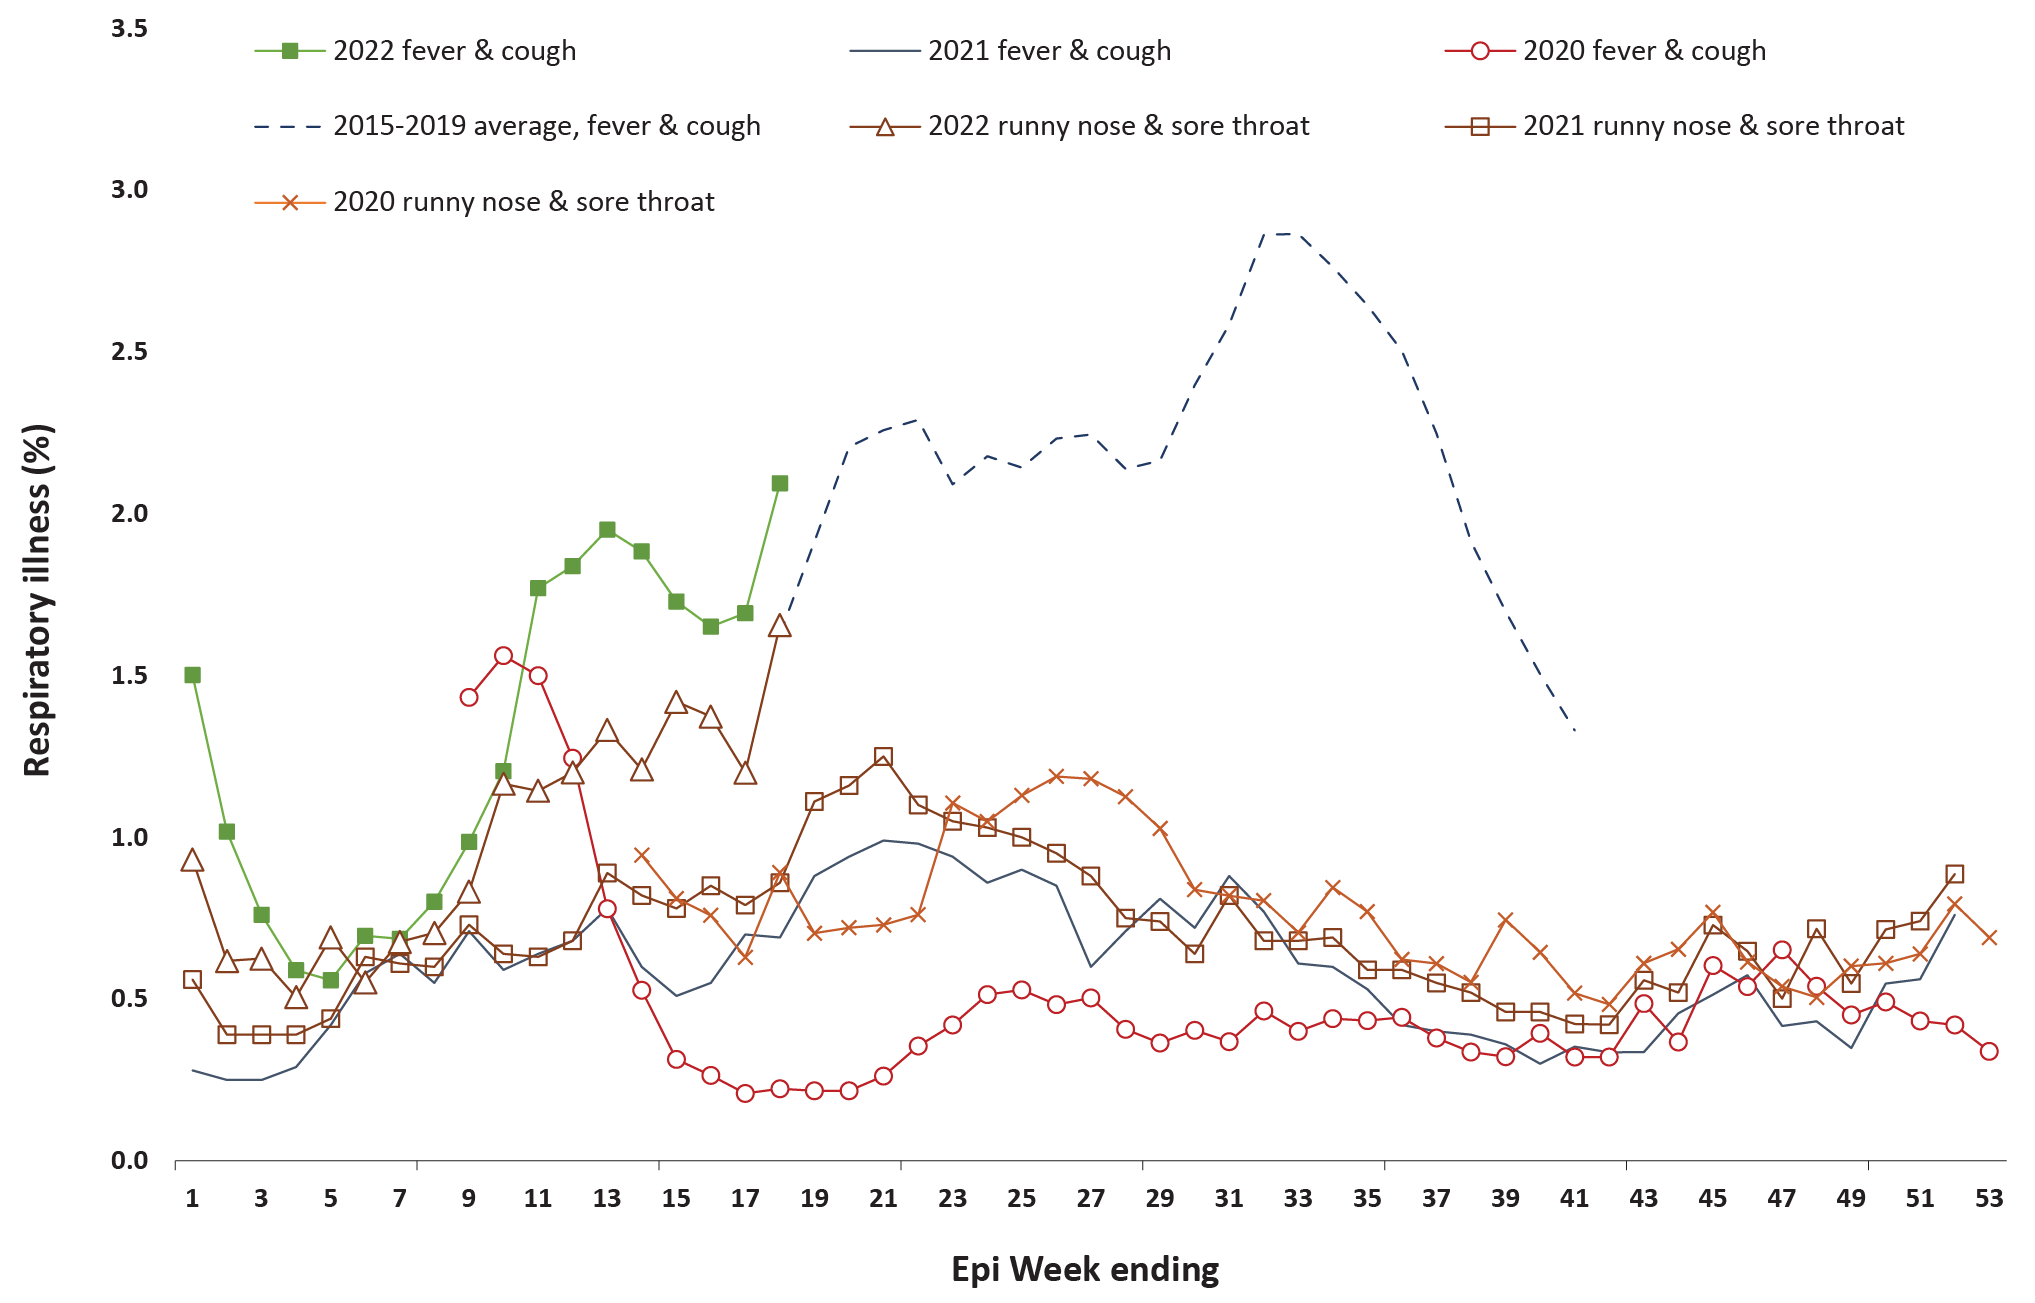 3.5
2022 fever & cough
2021 fever & cough
2020 fever & cough
2015-2019 average, fever & cough
2022 runny nose & sore throat
2021 runny nose & sore throat
3.0
2020 runny nose & sore throat
2.5
2.0
1.5
1.0
0.5
0.0
Respiratory illness (%)
1 3 5 7 9 11 13 15 17 19 21 23 25 27 29 31 33 35 37 39 41 43 45 47 49 51 53
Epi Week ending